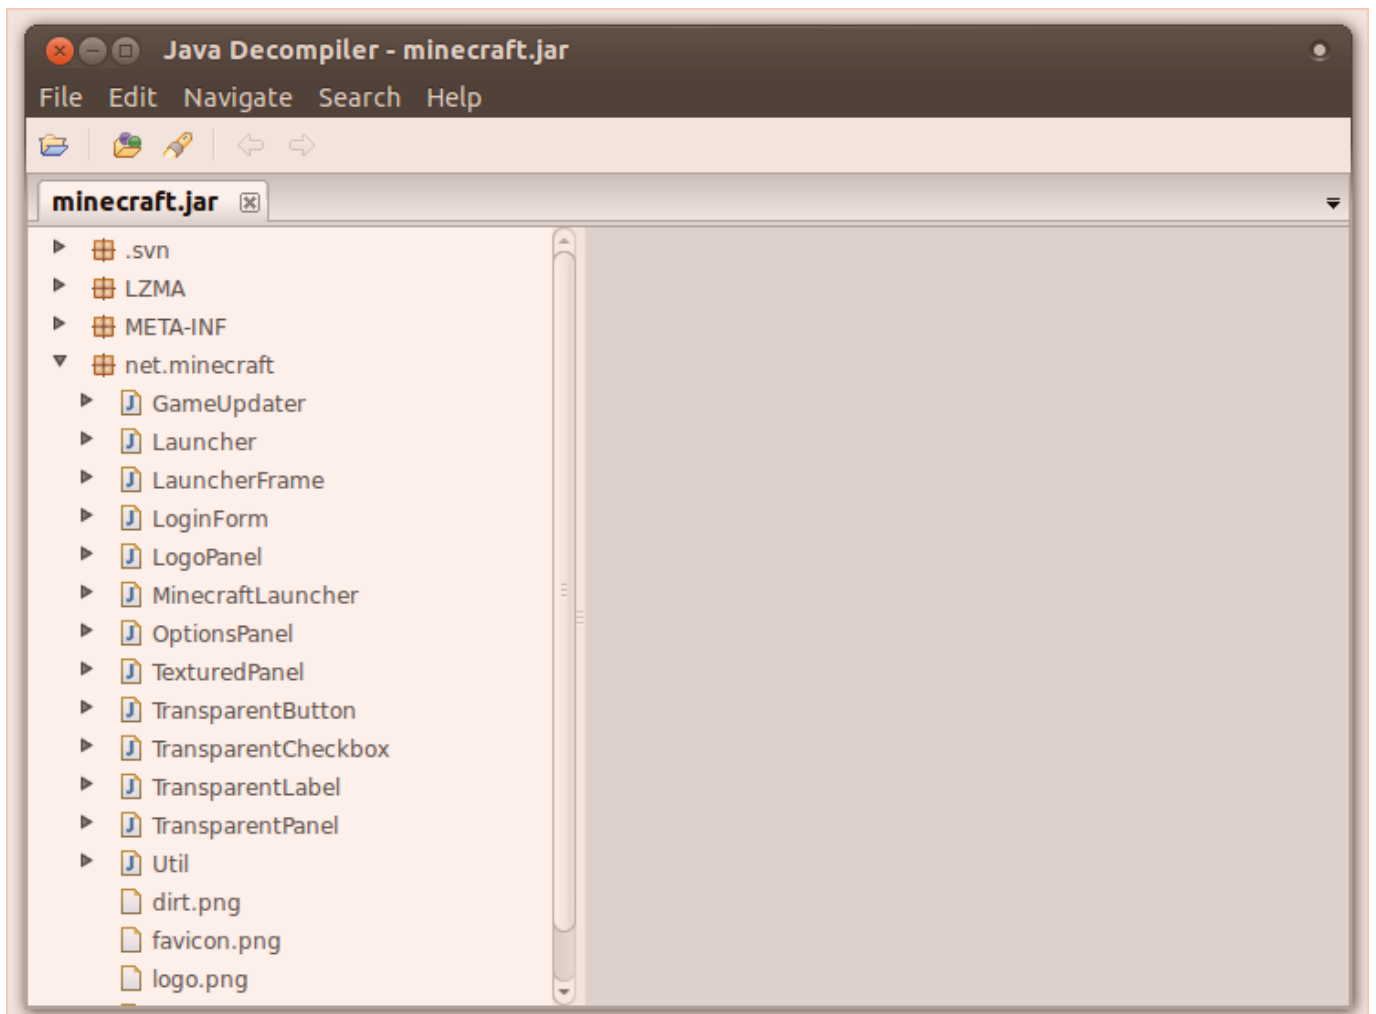 Java Decompiler - minecraft.jar
File Edit Navigate Search Help
minecraft.jar
.svn
LZMA
META-INF
net.minecraft
GameUpdater
Launcher
LauncherFrame
LoginForm
LogoPanel
MinecraftLauncher
OptionsPanel
TexturedPanel
TransparentButton
TransparentCheckbox
TransparentLabel
TransparentPanel
Util
dirt.png
favicon.png
logo.png